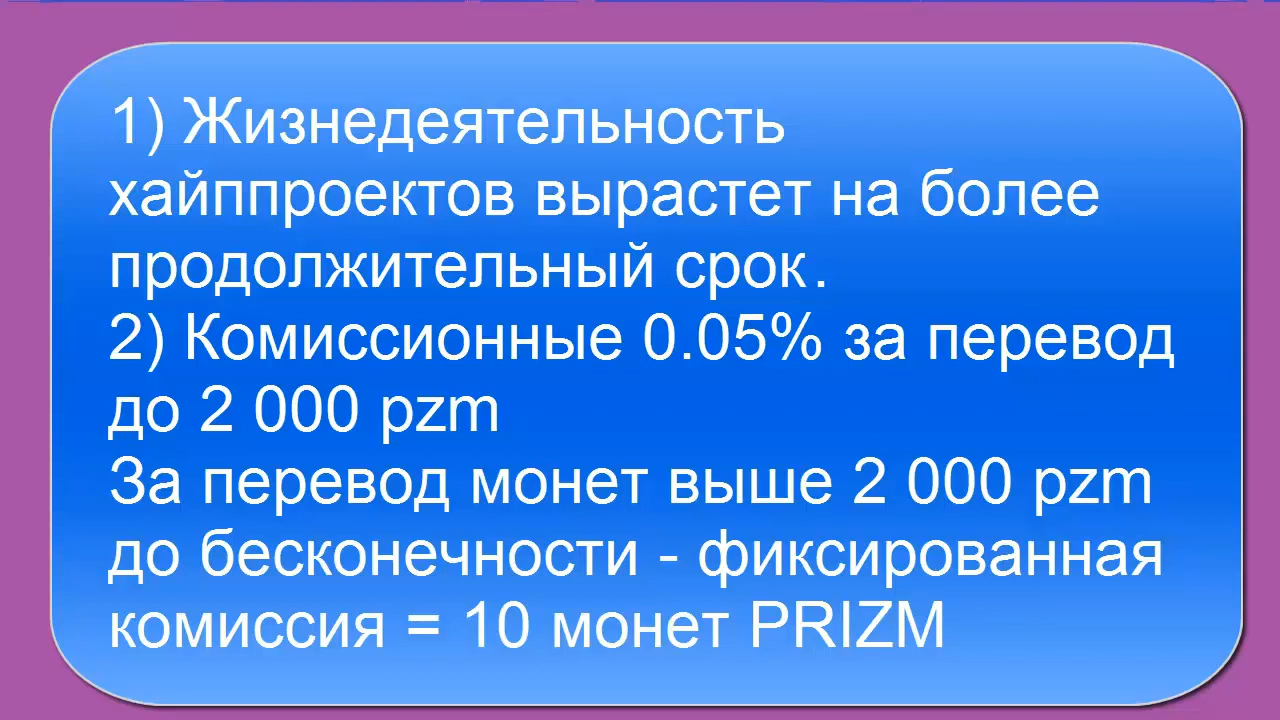 1) Жизнедеятельность
хайппроектов вырастет на более
продолжительный срок.
2) Комиссионные 0.05% за перевод
до 2 000 pzm
За перевод монет выше 2 000 pzm
до бесконечности - фиксированная
комиссия = 10 монет PRIZM